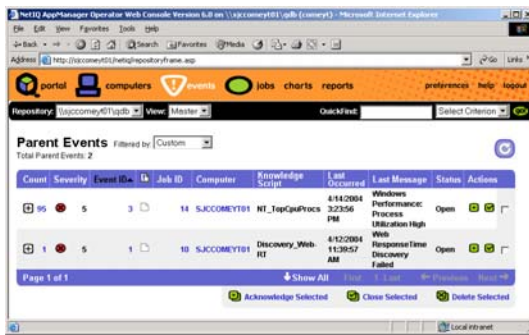 NetIQ AppManager Operator Web Console Version 6.0 on \\sjccomeyt01\qdb (comeyt) - Microsoft Internet Explorer
File Edit View Favorites Tools Help
Back Search Favorites Media
Address http://sjccomeyt01/netiq/repositoryframe.asp Go Links
portal computers events jobs charts reports preferences help logout
Repository: \\sjccomeyt01\qdb View: Master QuickFind: Select Criterion
Parent Events Filtered by Custom
Total Parent Events: 2
Count Severity Event ID Job ID Computer Knowledge Script Last Occurred Last Message Status Actions
95 5 3 14 SJCCOMEYT01 NT_TopCpuProcs 4/14/2004 3:23:56 PM Windows Performance: Process Utilization High Open
1 5 1 10 SJCCOMEYT01 Discovery_Web-RT 4/12/2004 11:39:57 AM Web ResponseTime Discovery Failed Open
Page 1 of 1 Show All First 1 Last Previous Next
Acknowledge Selected Close Selected Delete Selected
Local intranet